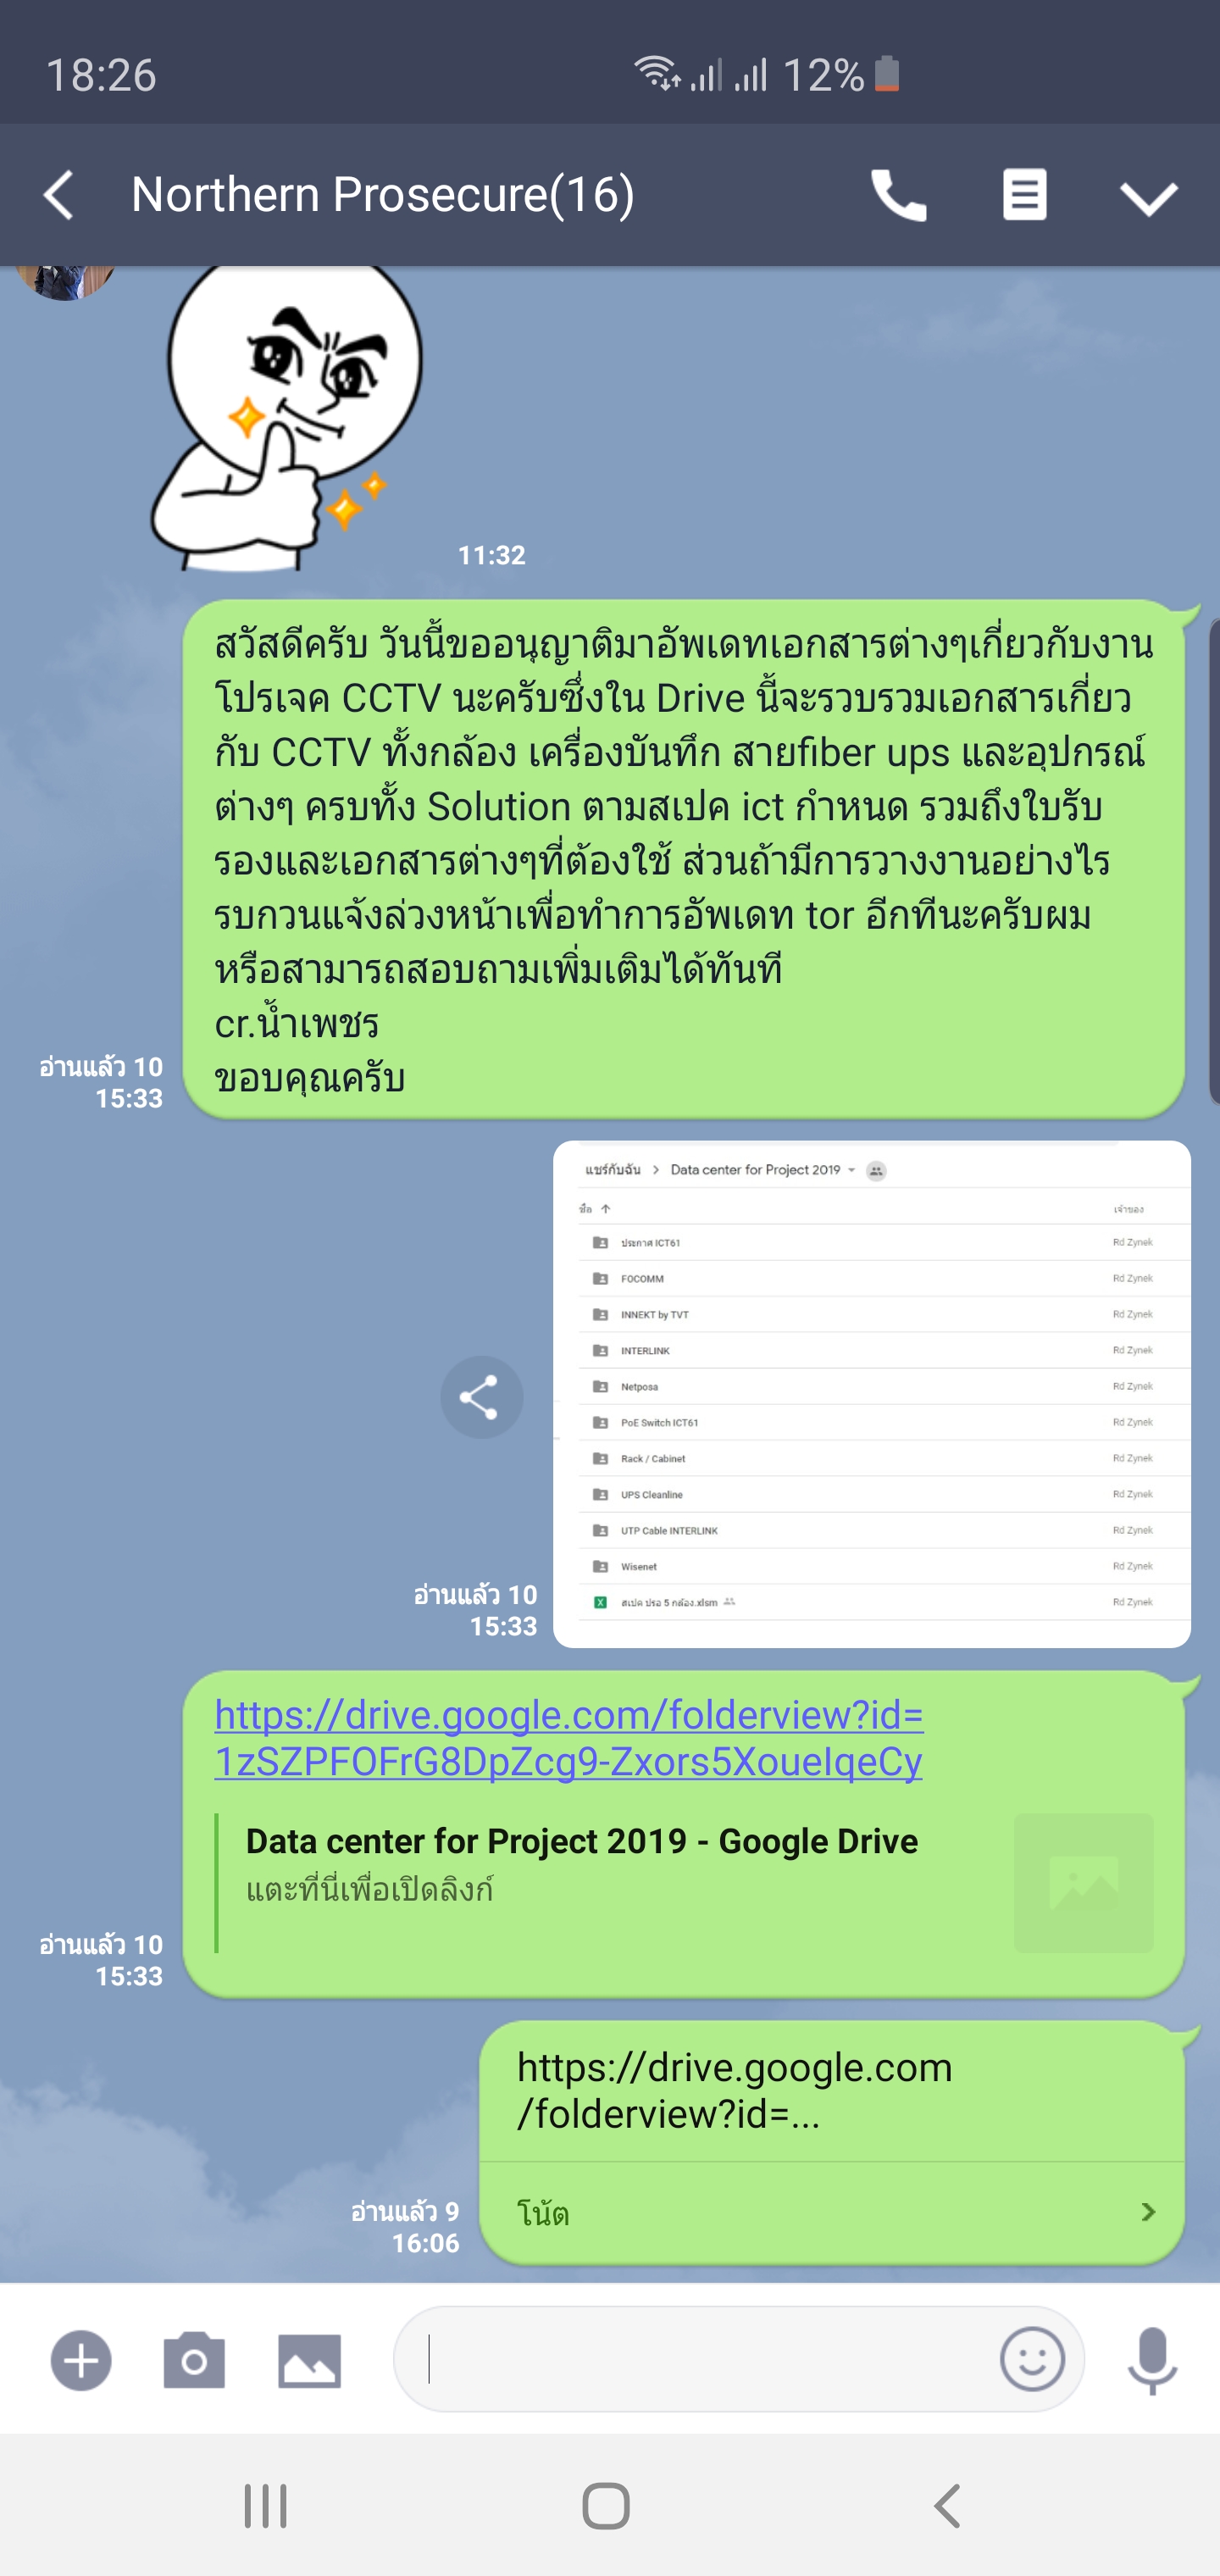 18:26
12%
Northern Prosecure(16)
11:32
สวัสดีครับ วันนี้ขออนุญาติมาอัพเดทเอกสารต่างๆเกี่ยวกับงาน
โปรเจค CCTV นะครับซึ่งใน Drive นี้จะรวบรวมเอกสารเกี่ยว
กับ CCTV ทั้งกล้อง เครื่องบันทึก สายfiber ups และอุปกรณ์
ต่างๆ ครบทั้ง Solution ตามสเปค ict กำหนด รวมถึงใบรับ
รองและเอกสารต่างๆที่ต้องใช้ ส่วนถ้ามีการวางงานอย่างไร
รบกวนแจ้งล่วงหน้าเพื่อทำการอัพเดท tor อีกทีนะครับผม
หรือสามารถสอบถามเพิ่มเติมได้ทันที
cr.น้ำเพชร
ขอบคุณครับ
อ่านแล้ว 10
15:33
แชร์กับฉัน > Data center for Project 2019
ชื่อ ↑ เจ้าของ
ประกาศ ICT61 Rd Zynek
FOCOMM Rd Zynek
INNEKT by TVT Rd Zynek
INTERLINK Rd Zynek
Netposa Rd Zynek
PoE Switch ICT61 Rd Zynek
Rack / Cabinet Rd Zynek
UPS Cleanline Rd Zynek
UTP Cable INTERLINK Rd Zynek
Wisenet Rd Zynek
สเปค ปรอ 5 กล้อง.xlsm Rd Zynek
อ่านแล้ว 10
15:33
https://drive.google.com/folderview?id=
1zSZPFOFrG8DpZcg9-Zxors5XoueIqeCy
Data center for Project 2019 - Google Drive
แตะที่นี่เพื่อเปิดลิงก์
อ่านแล้ว 10
15:33
https://drive.google.com
/folderview?id=...
โน้ต
อ่านแล้ว 9
16:06